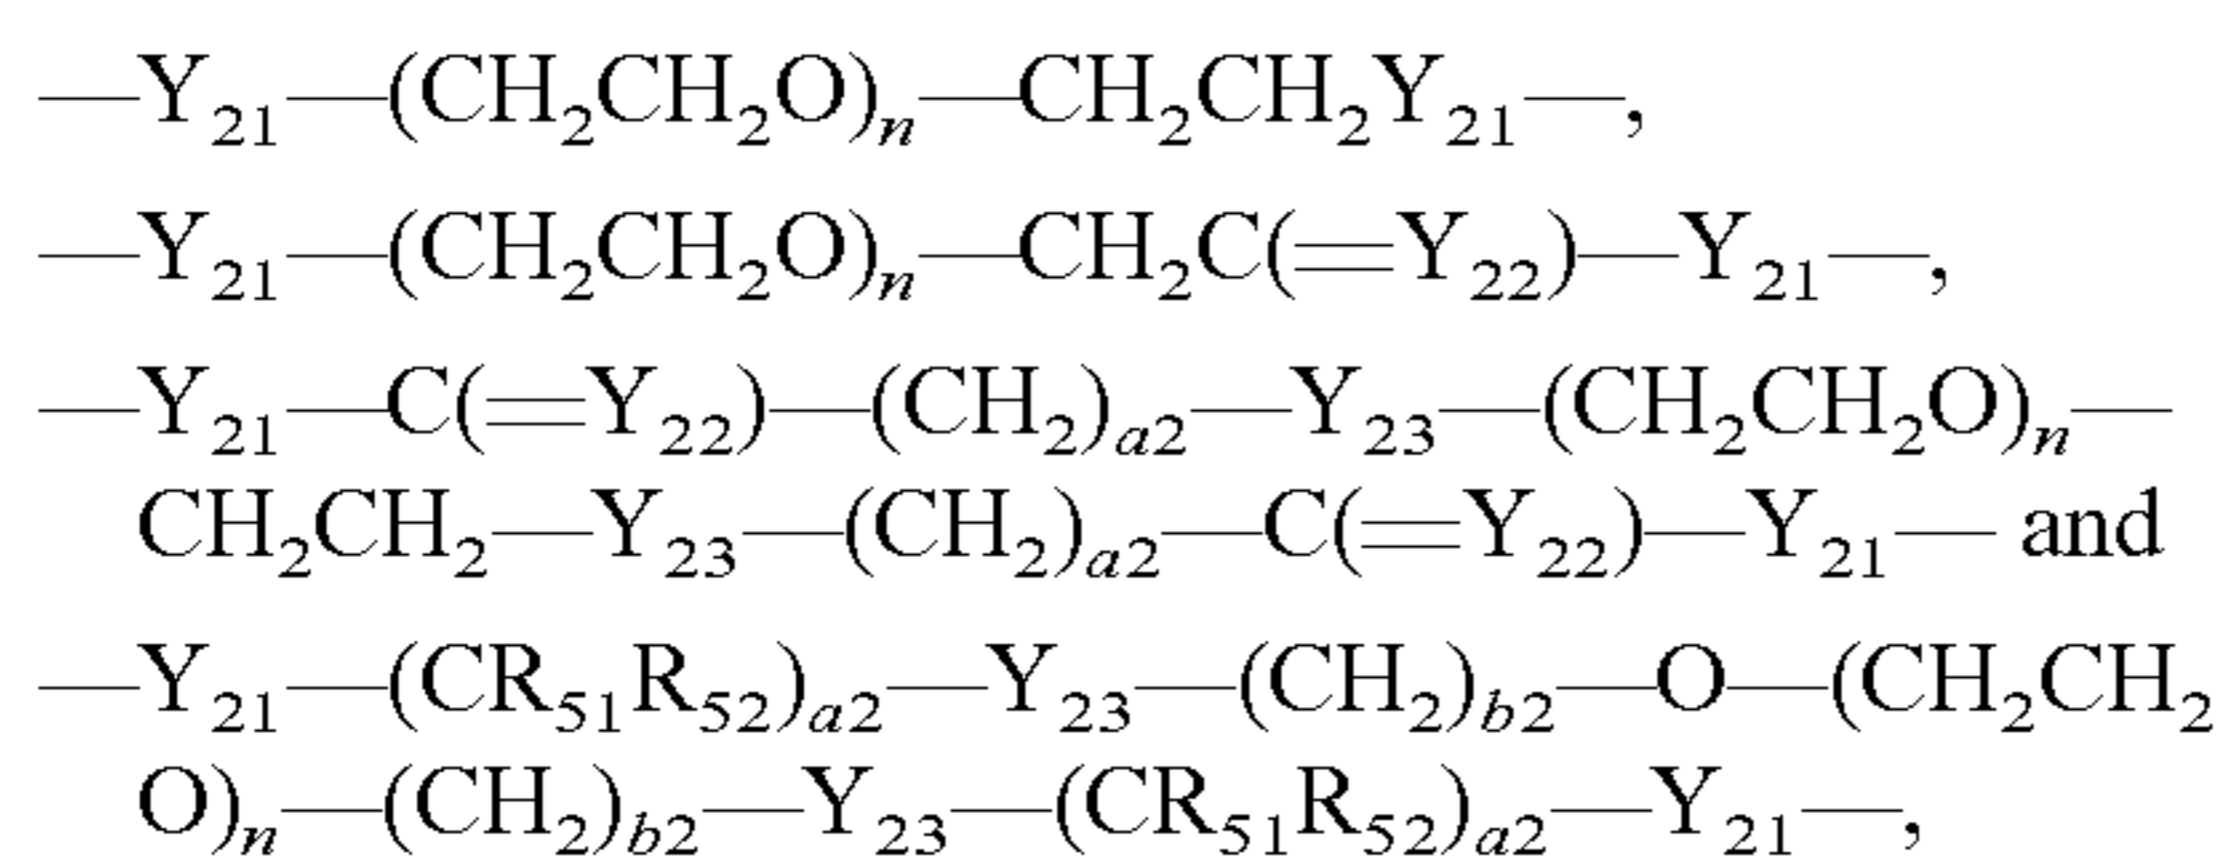 —Y₂₁—(CH₂CH₂O)ₙ—CH₂CH₂Y₂₁—,
—Y₂₁—(CH₂CH₂O)ₙ—CH₂C(=Y₂₂)—Y₂₁—,
—Y₂₁—C(=Y₂₂)—(CH₂)ₐ₂—Y₂₃—(CH₂CH₂O)ₙ—
CH₂CH₂—Y₂₃—(CH₂)ₐ₂—C(=Y₂₂)—Y₂₁— and
—Y₂₁—(CR₅₁R₅₂)ₐ₂—Y₂₃—(CH₂)b₂—O—(CH₂CH₂
O)ₙ—(CH₂)b₂—Y₂₃—(CR₅₁R₅₂)ₐ₂—Y₂₁—,